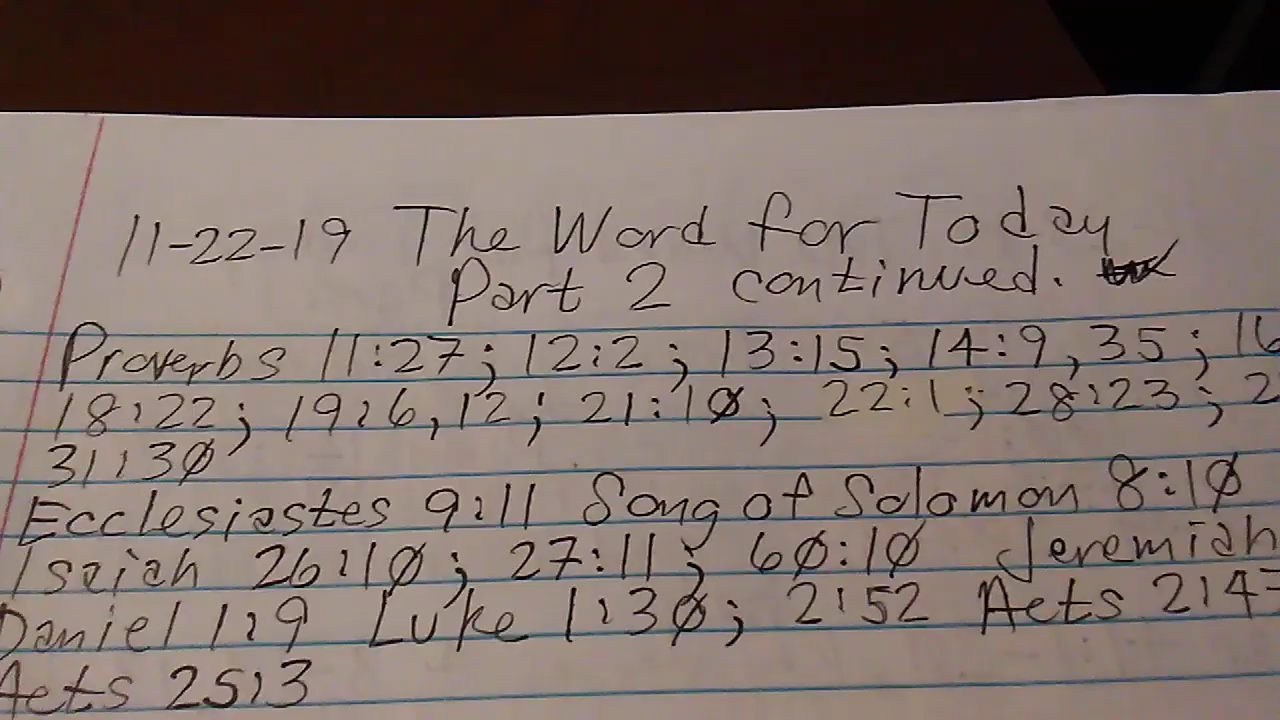 11-22-19 The Word for Today
Part 2 continued.
Proverbs 11:27; 12:2; 13:15; 14:9, 35; 16
18:22; 19:6, 12; 21:10; 22:1; 28:23; 2
31:30
Ecclesiastes 9:11 Song of Solomon 8:10
Isaiah 26:10; 27:11; 60:10 Jeremiah
Daniel 1:9 Luke 1:30; 2:52 Acts 2:4
Acts 25:3